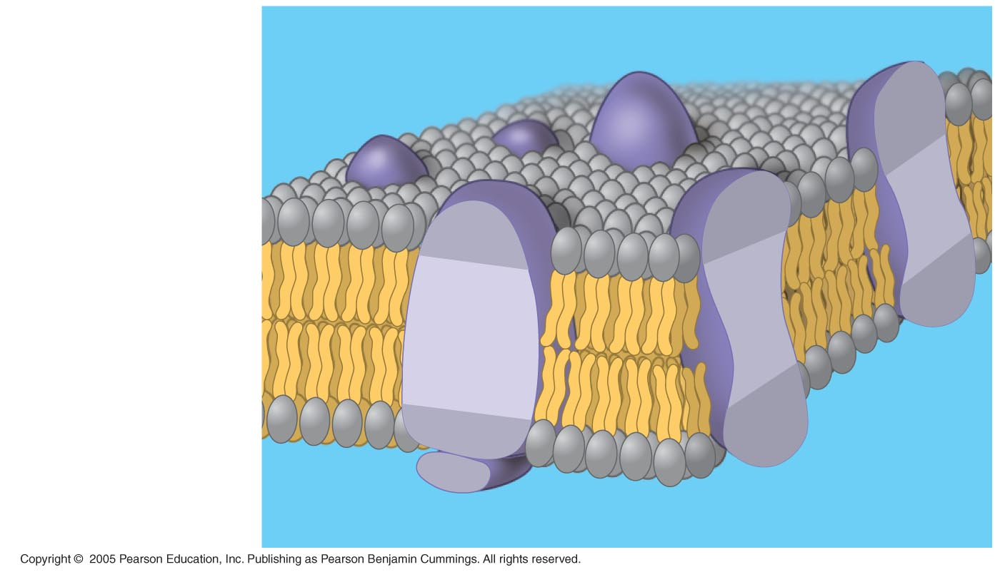 Copyright © 2005 Pearson Education, Inc. Publishing as Pearson Benjamin Cummings. All rights reserved.